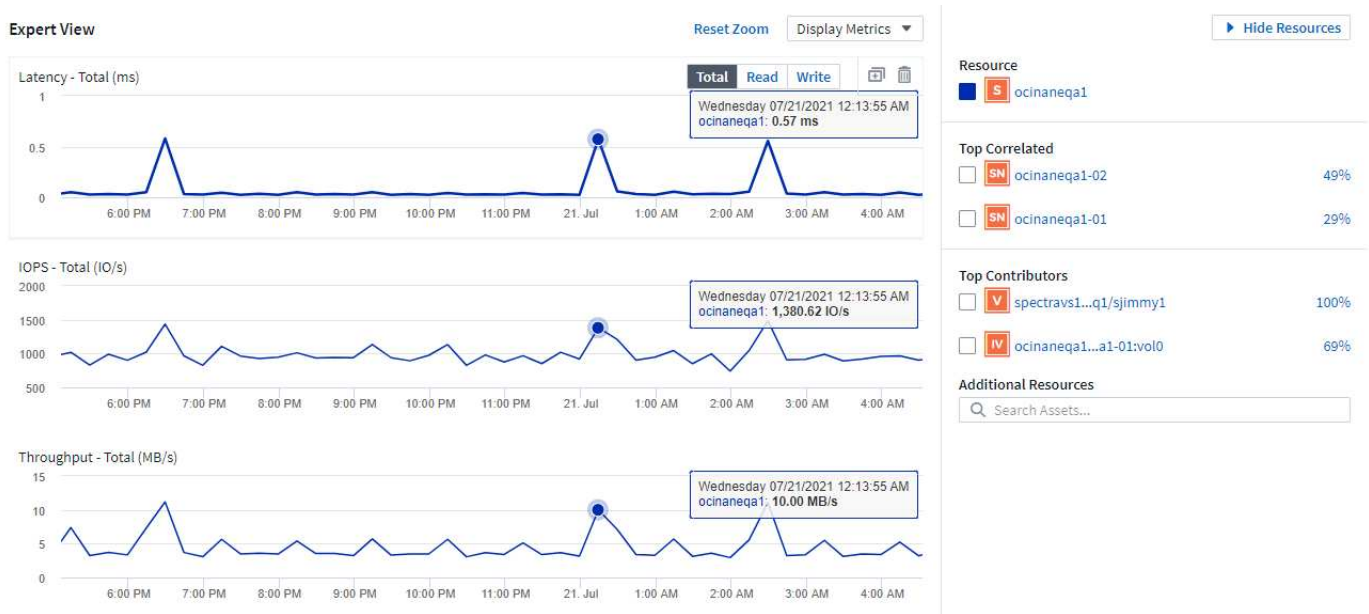 Expert View
Reset Zoom
Display Metrics
Hide Resources
Latency - Total (ms)
Total Read Write
Wednesday 07/21/2021 12:13:55 AM
ocinaneqa1: 0.57 ms
1
0.5
0
6:00 PM 7:00 PM 8:00 PM 9:00 PM 10:00 PM 11:00 PM 21. Jul 1:00 AM 2:00 AM 3:00 AM 4:00 AM
IOPS - Total (IO/s)
Wednesday 07/21/2021 12:13:55 AM
ocinaneqa1: 1,380.62 IO/s
2000
1500
1000
500
6:00 PM 7:00 PM 8:00 PM 9:00 PM 10:00 PM 11:00 PM 21. Jul 1:00 AM 2:00 AM 3:00 AM 4:00 AM
Throughput - Total (MB/s)
Wednesday 07/21/2021 12:13:55 AM
ocinaneqa1: 10.00 MB/s
15
10
5
0
6:00 PM 7:00 PM 8:00 PM 9:00 PM 10:00 PM 11:00 PM 21. Jul 1:00 AM 2:00 AM 3:00 AM 4:00 AM
Resource
S ocinaneqa1
Top Correlated
SN ocinaneqa1-02 49%
SN ocinaneqa1-01 29%
Top Contributors
V spectravs1...q1/sjimmy1 100%
IV ocinaneqa1...a1-01:vol0 69%
Additional Resources
Search Assets...